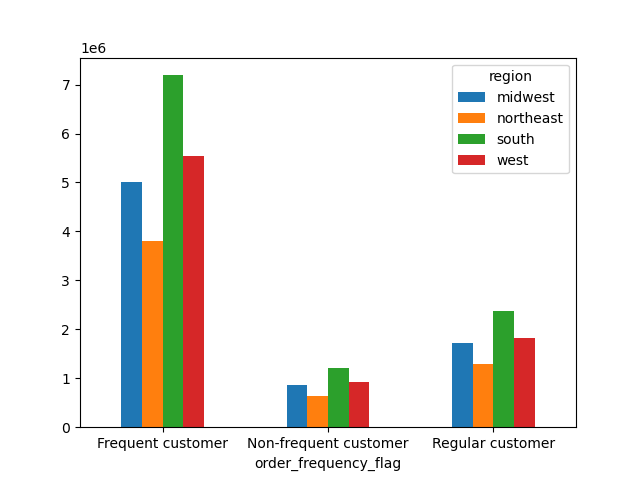 1e6
7
6
5
4
3
2
1
0
region
midwest
northeast
south
west
Frequent customer
Non-frequent customer
Regular customer
order_frequency_flag